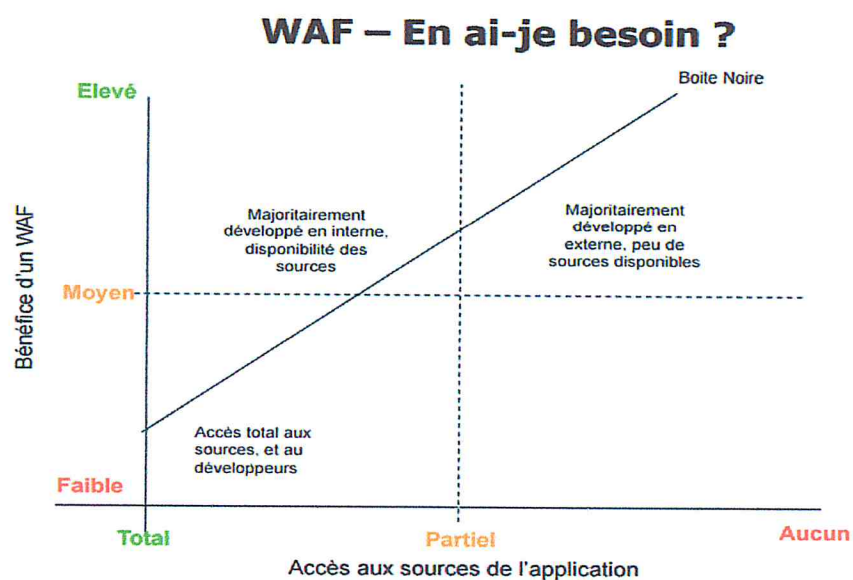 WAF – En ai-je besoin ?
Boite Noire
Elevé
Majoritairement
développé en interne,
disponibilité des
sources
Majoritairement
développé en
externe, peu de
sources disponibles
Bénéfice d'un WAF
Moyen
Accès total aux
sources, et au
développeurs
Faible
Total
Partiel
Aucun
Accès aux sources de l'application